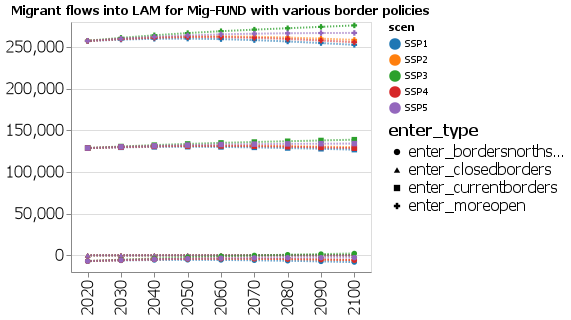 Migrant flows into LAM for Mig-FUND with various border policies
250,000
200,000
150,000
100,000
50,000
0
2020
2030
2040
2050
2060
2070
2080
2090
2100
scen
SSP1
SSP2
SSP3
SSP4
SSP5
enter_type
enter_bordersnorths...
enter_closedborders
enter_currentborders
enter_moreopen